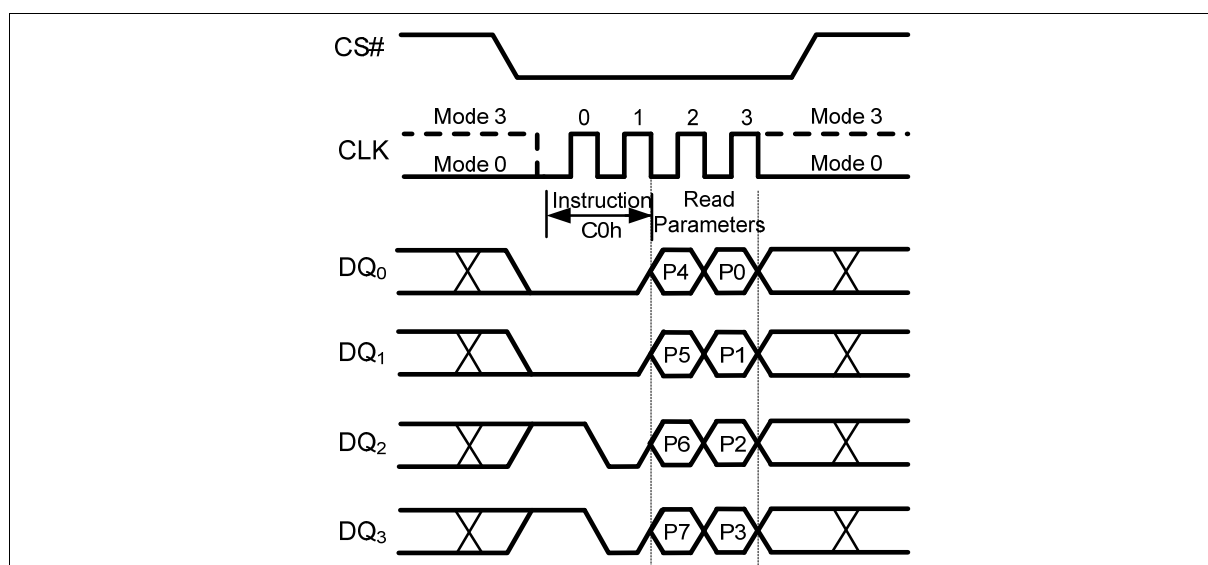 CS#
Mode 3 0 1 2 3 Mode 3
CLK
Mode 0 Mode 0
Instruction Read
C0h Parameters
DQ0 P4 P0
DQ1 P5 P1
DQ2 P6 P2
DQ3 P7 P3